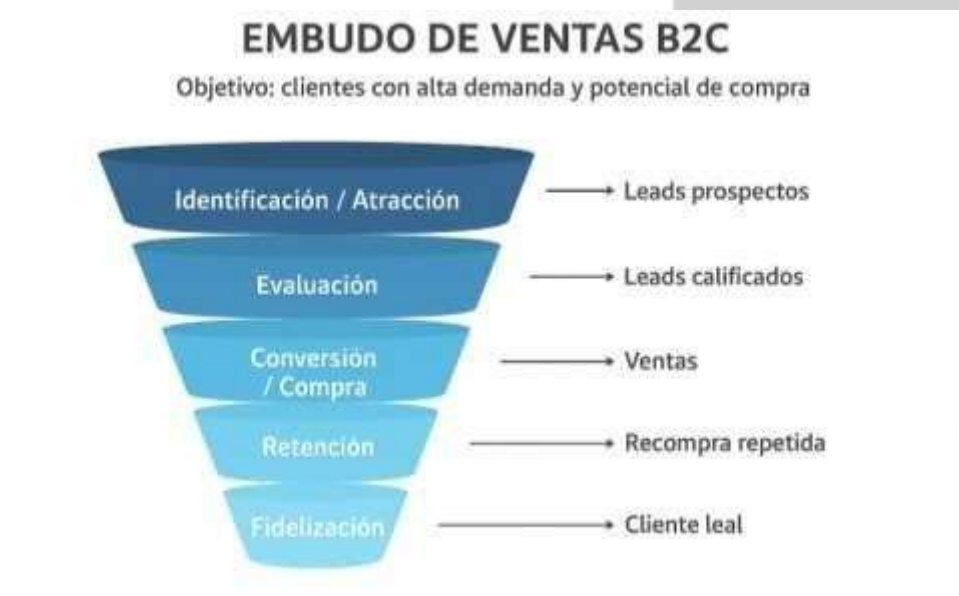 EMBUDO DE VENTAS B2C
Objetivo: clientes con alta demanda y potencial de compra
Identificación / Atracción
Leads prospectos
Evaluación
Leads calificados
Conversión
/ Compra
Ventas
Retención
Recompra repetida
Fidelización
Cliente leal